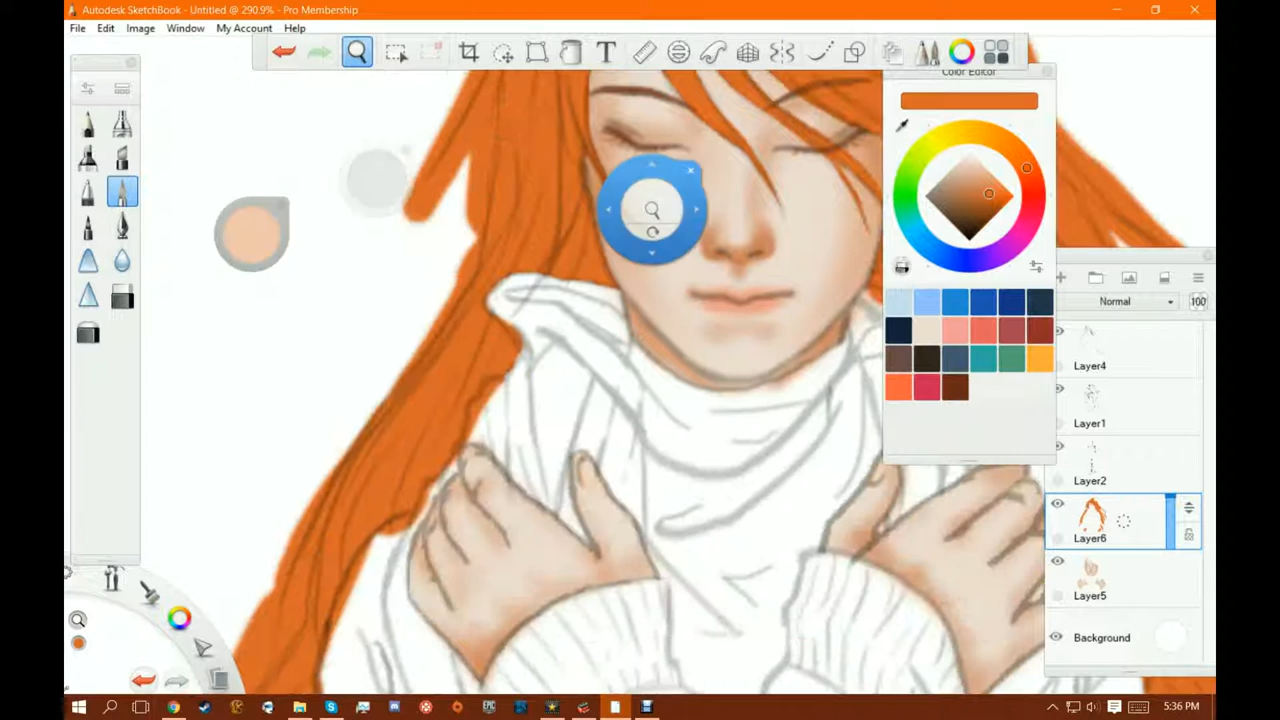 Autodesk SketchBook - Untitled @ 290.9% - Pro Membership
File Edit Image Window My Account Help
T
Color Editor
Normal 100
Layer4
Layer1
Layer2
Layer6
Layer5
Background
EPIC
5:36 PM